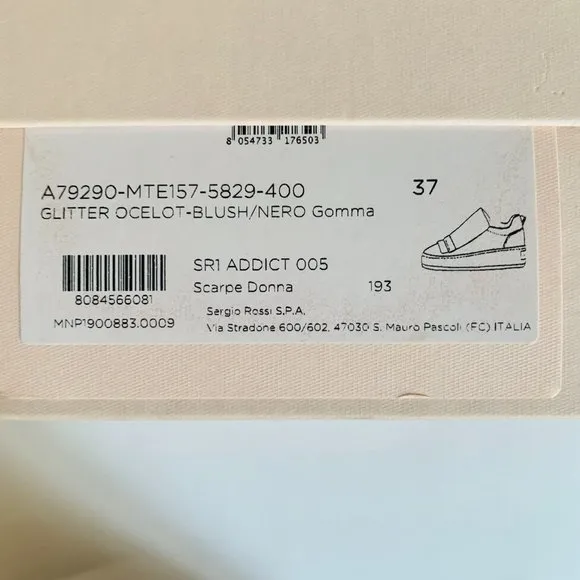 8 054733 176503
A79290-MTE157-5829-400 37
GLITTER OCELOT-BLUSH/NERO Gomma
SR1 ADDICT 005
8084566081 Scarpe Donna 193
MNP1900883.0009 Sergio Rossi S.P.A.
Via Stradone 600/602, 47030 S. Mauro Pascoli (FC) ITALIA